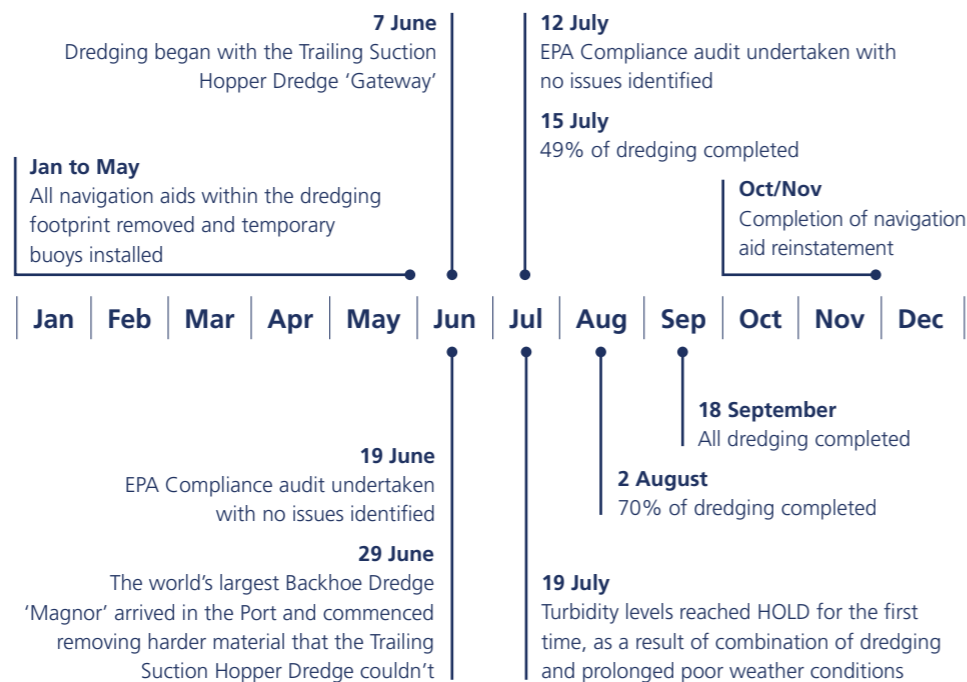 7 June
Dredging began with the Trailing Suction
Hopper Dredge ‘Gateway’
12 July
EPA Compliance audit undertaken with
no issues identified
15 July
49% of dredging completed
Jan to May
All navigation aids within the dredging
footprint removed and temporary
buoys installed
Oct/Nov
Completion of navigation
aid reinstatement
Jan Feb Mar Apr May Jun Jul Aug Sep Oct Nov Dec
18 September
All dredging completed
19 June
EPA Compliance audit undertaken
with no issues identified
2 August
70% of dredging completed
29 June
The world’s largest Backhoe Dredge
‘Magnor’ arrived in the Port and commenced
removing harder material that the Trailing
Suction Hopper Dredge couldn’t
19 July
Turbidity levels reached HOLD for the first
time, as a result of combination of dredging
and prolonged poor weather conditions